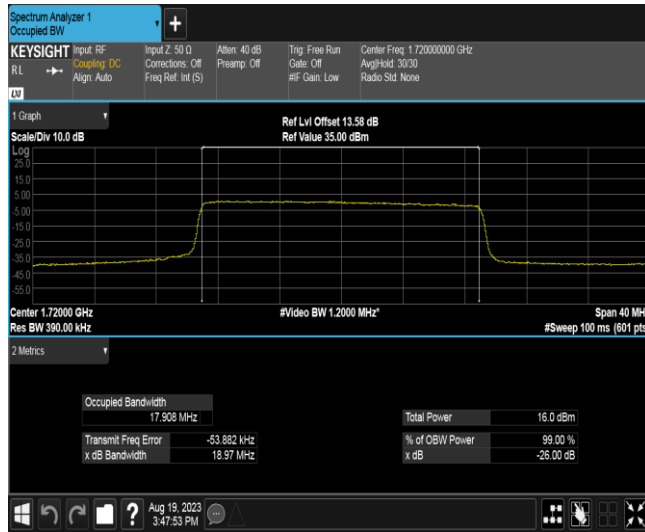 Spectrum Analyzer 1
Occupied BW
+
KEYSIGHT
RL
Input: RF
Coupling: DC
Align: Auto
Input Z: 50 Ω
Corrections: Off
Freq Ref: Int (S)
Atten: 40 dB
Preamp: Off
Trig: Free Run
Gate: Off
#IF Gain: Low
Center Freq: 1.720000000 GHz
Avg|Hold: 30/30
Radio Std: None
LXI
1 Graph
Scale/Div 10.0 dB
Ref Lvl Offset 13.58 dB
Ref Value 35.00 dBm
Log
25.0
15.0
5.00
-5.00
-15.0
-25.0
-35.0
-45.0
-55.0
Center 1.72000 GHz
#Video BW 1.2000 MHz*
Span 40 MH
Res BW 390.00 kHz
#Sweep 100 ms (601 pts
2 Metrics
Occupied Bandwidth
17.908 MHz
Total Power 16.0 dBm
Transmit Freq Error -53.882 kHz
% of OBW Power 99.00 %
x dB Bandwidth 18.97 MHz
x dB -26.00 dB
?
Aug 19, 2023
3:47:53 PM